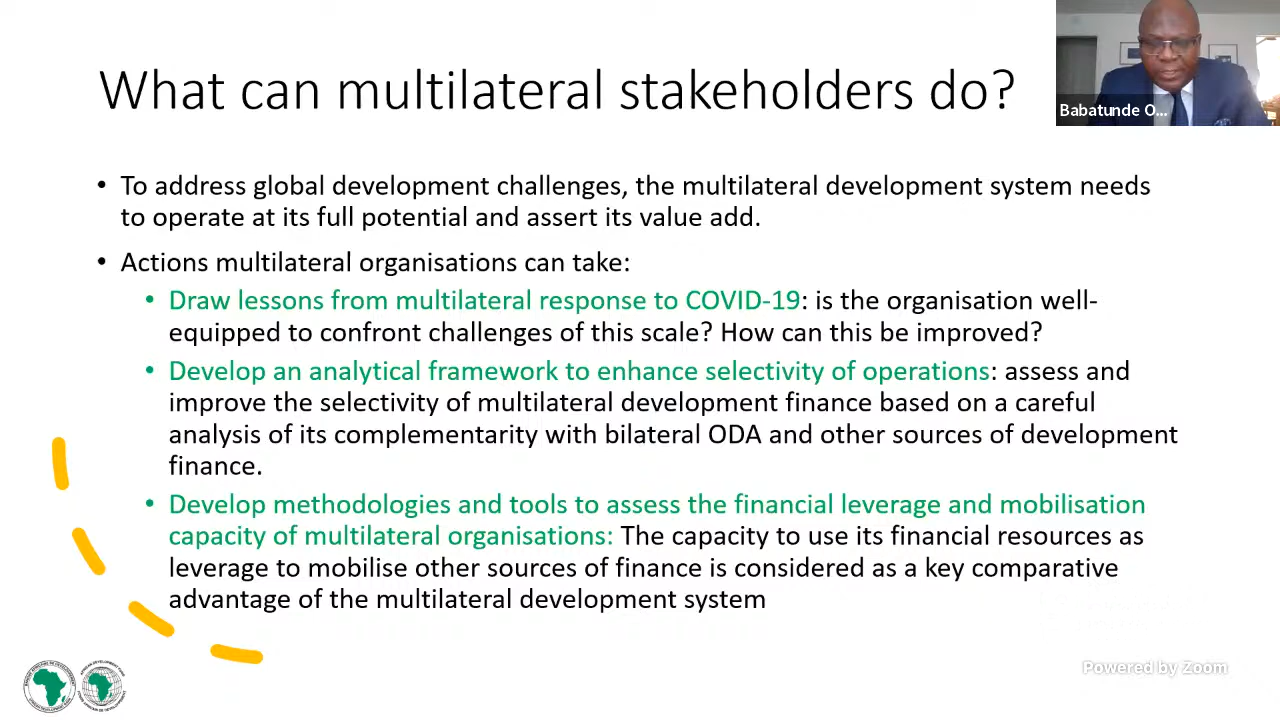 What can multilateral stakeholders do?
Babatunde O...
• To address global development challenges, the multilateral development system needs
to operate at its full potential and assert its value add.
• Actions multilateral organisations can take:
• Draw lessons from multilateral response to COVID-19: is the organisation well-
equipped to confront challenges of this scale? How can this be improved?
• Develop an analytical framework to enhance selectivity of operations: assess and
improve the selectivity of multilateral development finance based on a careful
analysis of its complementarity with bilateral ODA and other sources of development
finance.
• Develop methodologies and tools to assess the financial leverage and mobilisation
capacity of multilateral organisations: The capacity to use its financial resources as
leverage to mobilise other sources of finance is considered as a key comparative
advantage of the multilateral development system
Powered by Zoom